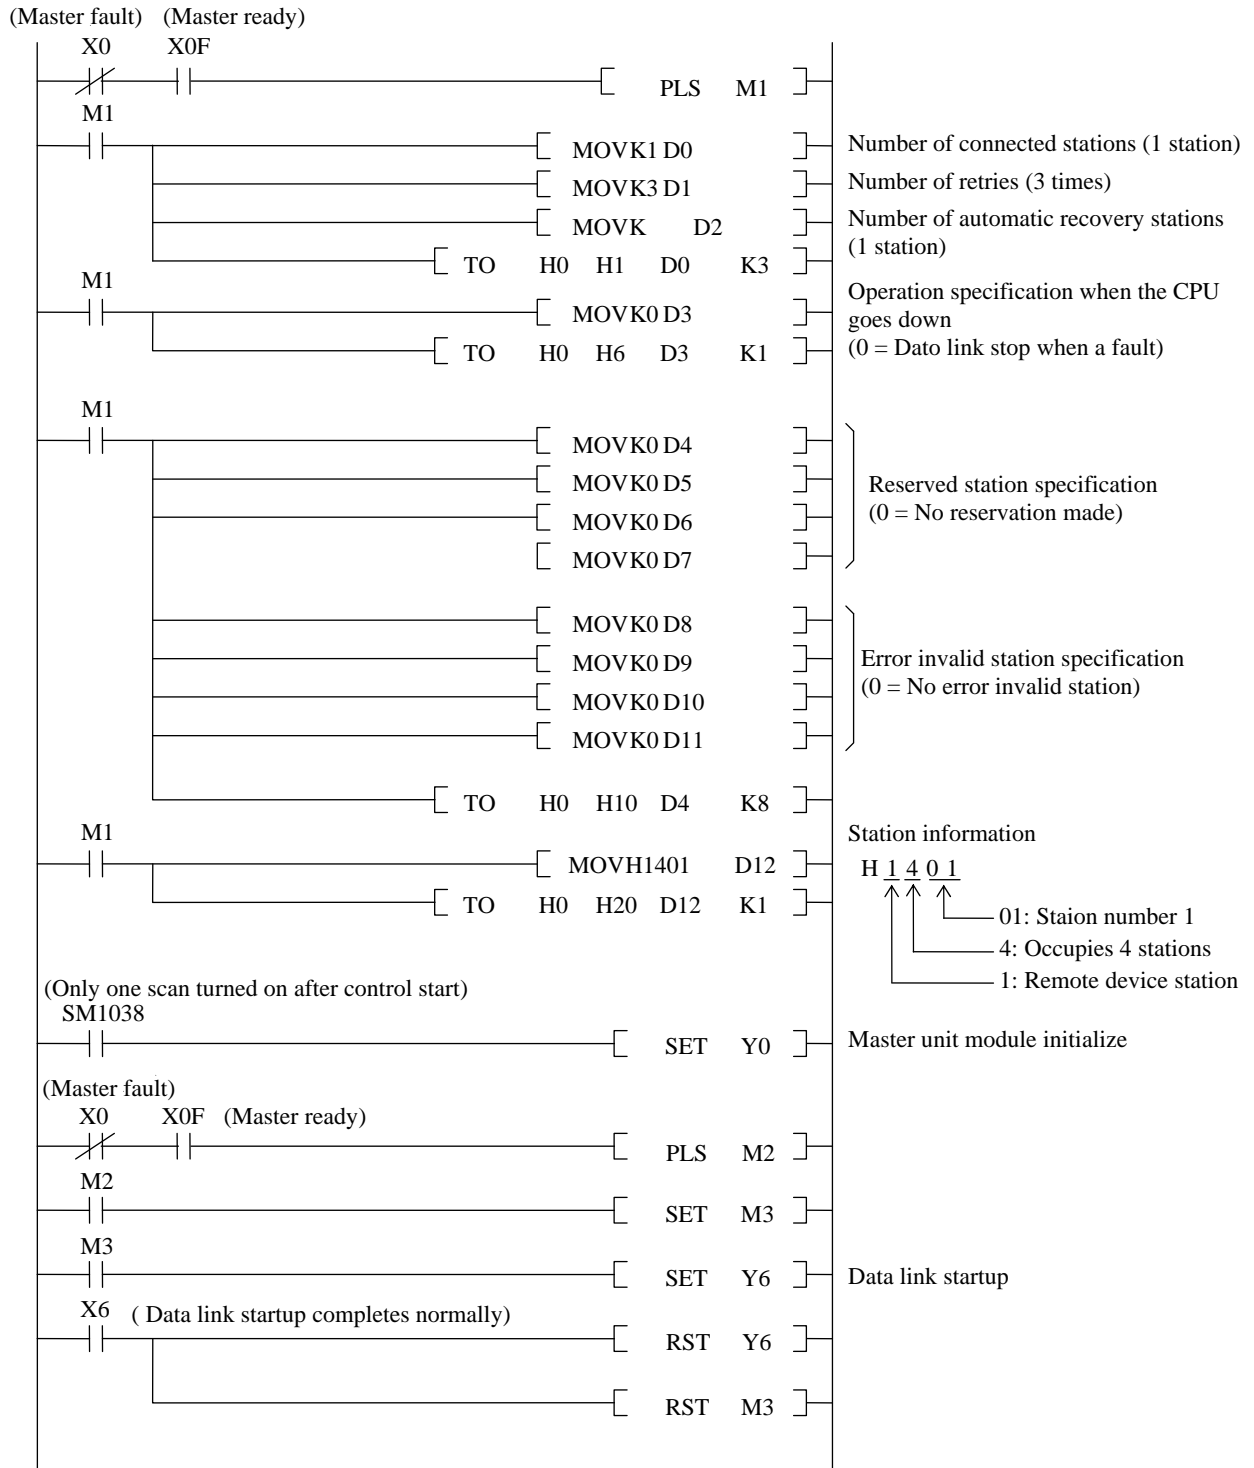 (Master fault) (Master ready)
X0 X0F
PLS M1
M1
MOVK1 D0 Number of connected stations (1 station)
MOVK3 D1 Number of retries (3 times)
MOVK D2 Number of automatic recovery stations
(1 station)
TO H0 H1 D0 K3
M1
MOVK0 D3 Operation specification when the CPU
goes down
TO H0 H6 D3 K1 (0 = Dato link stop when a fault)
M1
MOVK0 D4
MOVK0 D5 Reserved station specification
MOVK0 D6 (0 = No reservation made)
MOVK0 D7
MOVK0 D8
MOVK0 D9 Error invalid station specification
MOVK0 D10 (0 = No error invalid station)
MOVK0 D11
TO H0 H10 D4 K8
M1 Station information
MOVH1401 D12 H 1 4 0 1
TO H0 H20 D12 K1
01: Staion number 1
4: Occupies 4 stations
1: Remote device station
(Only one scan turned on after control start)
SM1038
SET Y0 Master unit module initialize
(Master fault)
X0 X0F (Master ready)
PLS M2
M2
SET M3
M3
SET Y6 Data link startup
X6 ( Data link startup completes normally)
RST Y6
RST M3